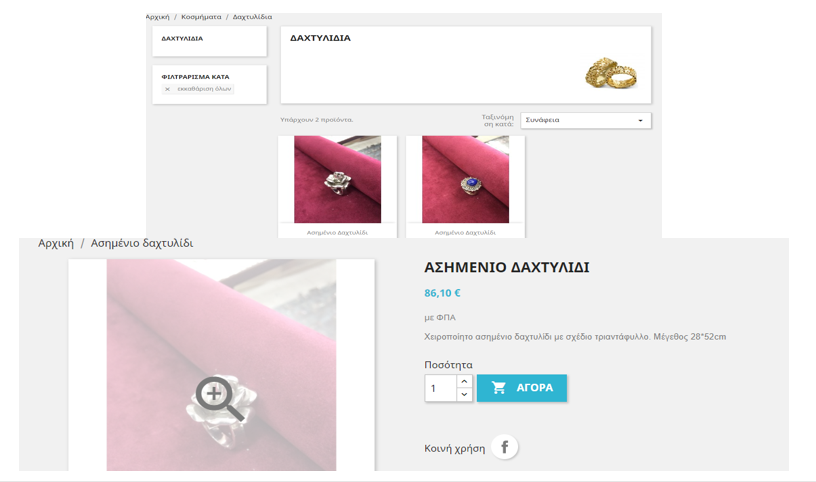 Αρχική / Κοσμήματα / Δαχτυλίδια
ΔΑΧΤΥΛΙΔΙΑ
ΦΙΛΤΡΑΡΙΣΜΑ ΚΑΤΑ
× εκκαθάριση όλων
ΔΑΧΤΥΛΙΔΙΑ
Υπάρχουν 2 προϊόντα.
Ταξινόμη
ση κατά:
Συνάφεια
Ασημένιο Δαχτυλίδι
Ασημένιο Δαχτυλίδι
Αρχική / Ασημένιο δαχτυλίδι
ΑΣΗΜΕΝΙΟ ΔΑΧΤΥΛΙΔΙ
86,10 €
με ΦΠΑ
Χειροποίητο ασημένιο δαχτυλίδι με σχέδιο τριαντάφυλλο. Μέγεθος 28*52cm
Ποσότητα
1
ΑΓΟΡΑ
Κοινή χρήση